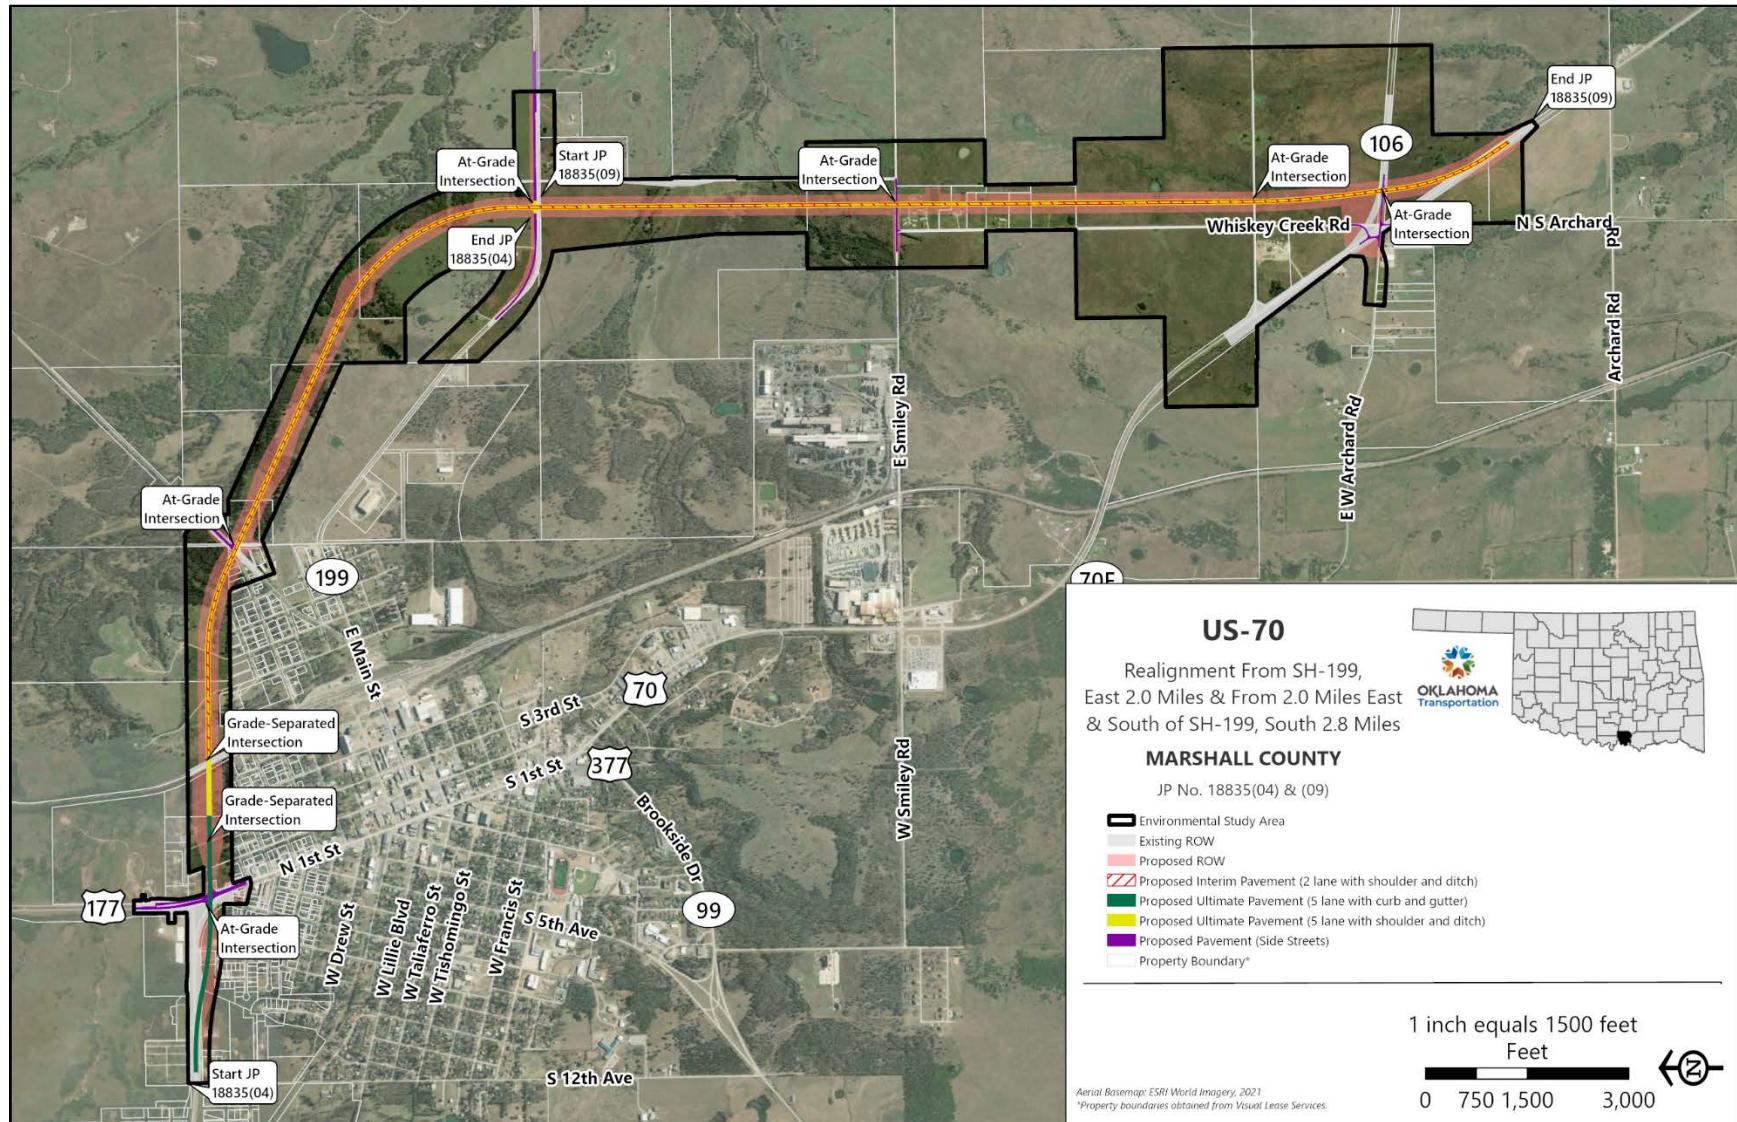 End JP
18835(09)
106
At-Grade
Intersection
Start JP
18835(09)
At-Grade
Intersection
At-Grade
Intersection
Whiskey Creek Rd
At-Grade
Intersection
N S Archard
Rd
End JP
18835(04)
E Smiley Rd
Archard Rd
E W Archard Rd
At-Grade
Intersection
199
70F
E Main St
70
S 3rd St
Grade-Separated
Intersection
377
S 1st St
W Smiley Rd
Grade-Separated
Intersection
Brookside Dr
N 1st St
177
99
At-Grade
Intersection
W Drew St
W Lillie Blvd
W Taliaferro St
W Tishomingo St
W Francis St
S 5th Ave
Start JP
18835(04)
S 12th Ave
US-70
Realignment From SH-199,
East 2.0 Miles & From 2.0 Miles East
& South of SH-199, South 2.8 Miles
MARSHALL COUNTY
JP No. 18835(04) & (09)
OKLAHOMA
Transportation
Environmental Study Area
Existing ROW
Proposed ROW
Proposed Interim Pavement (2 lane with shoulder and ditch)
Proposed Ultimate Pavement (5 lane with curb and gutter)
Proposed Ultimate Pavement (5 lane with shoulder and ditch)
Proposed Pavement (Side Streets)
Property Boundary*
1 inch equals 1500 feet
Feet
0 750 1,500 3,000
N
Aerial Basemap: ESRI World Imagery, 2021
*Property boundaries obtained from Visual Lease Services.